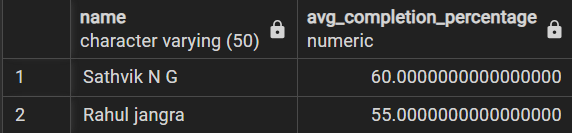 name avg_completion_percentage
character varying (50) numeric
1 Sathvik N G 60.0000000000000000
2 Rahul jangra 55.0000000000000000